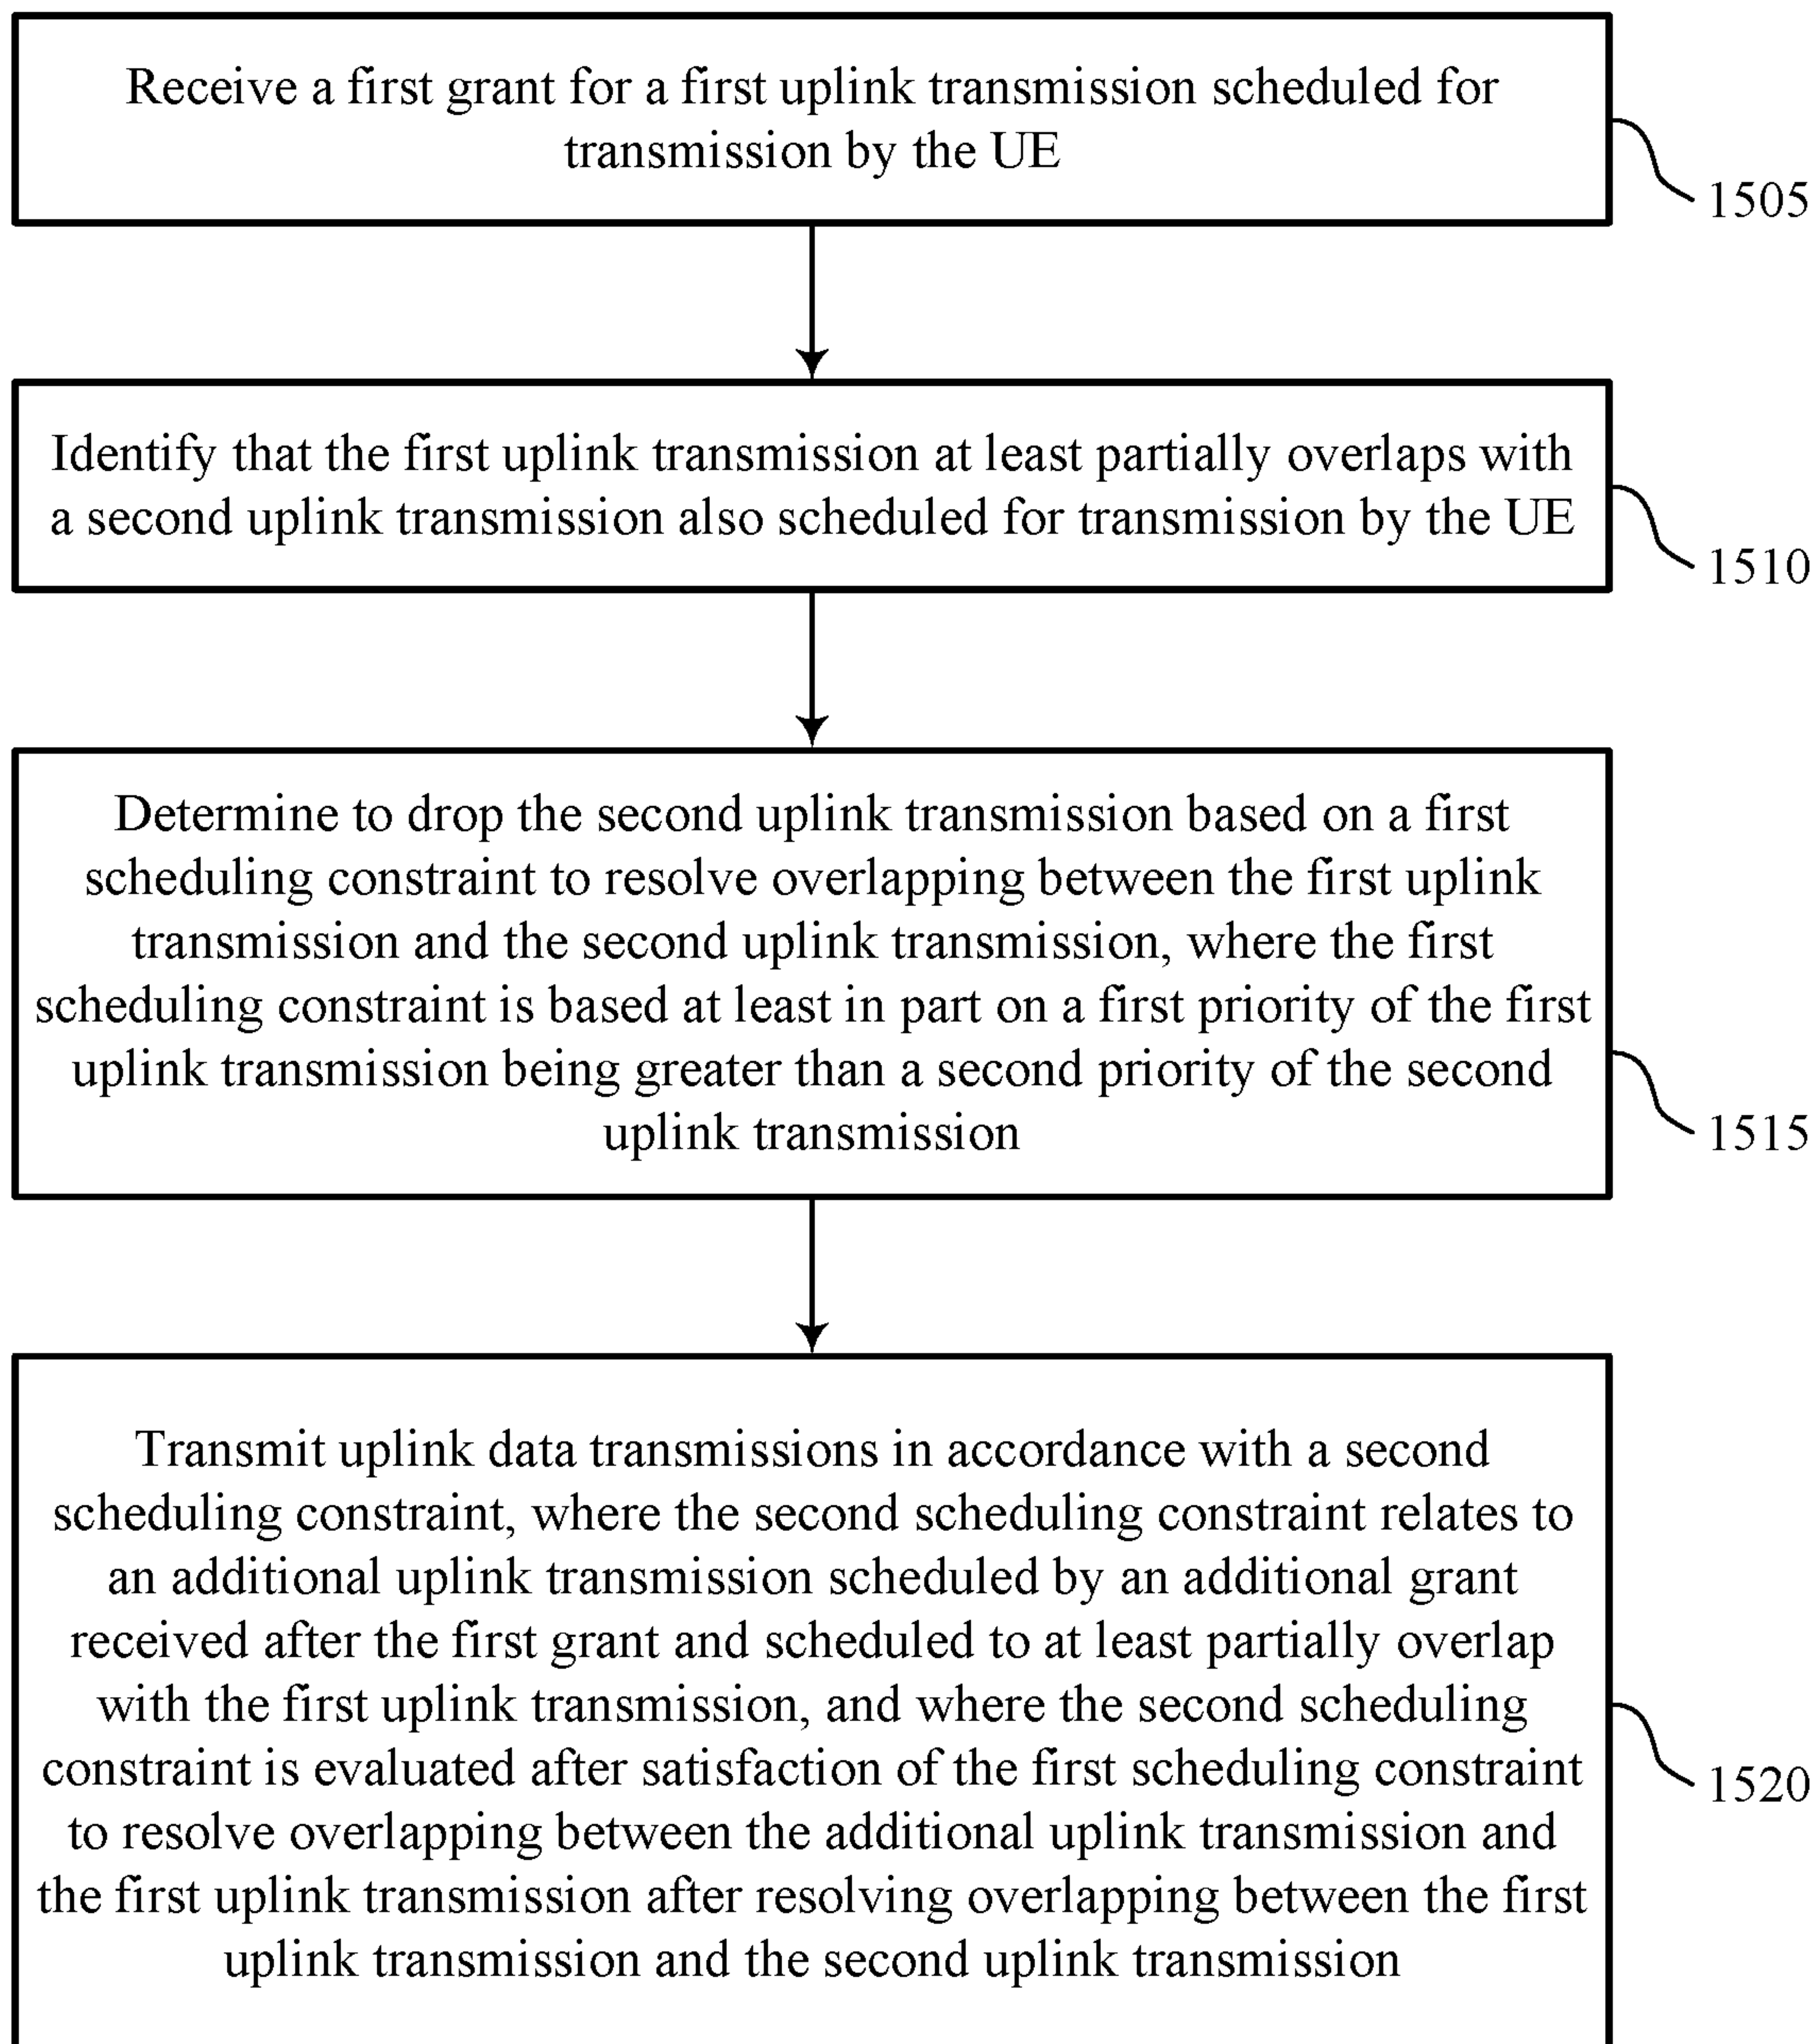 Receive a first grant for a first uplink transmission scheduled for
transmission by the UE
1505
Identify that the first uplink transmission at least partially overlaps with
a second uplink transmission also scheduled for transmission by the UE
1510
Determine to drop the second uplink transmission based on a first
scheduling constraint to resolve overlapping between the first uplink
transmission and the second uplink transmission, where the first
scheduling constraint is based at least in part on a first priority of the first
uplink transmission being greater than a second priority of the second
uplink transmission
1515
Transmit uplink data transmissions in accordance with a second
scheduling constraint, where the second scheduling constraint relates to
an additional uplink transmission scheduled by an additional grant
received after the first grant and scheduled to at least partially overlap
with the first uplink transmission, and where the second scheduling
constraint is evaluated after satisfaction of the first scheduling constraint
to resolve overlapping between the additional uplink transmission and
the first uplink transmission after resolving overlapping between the first
uplink transmission and the second uplink transmission
1520